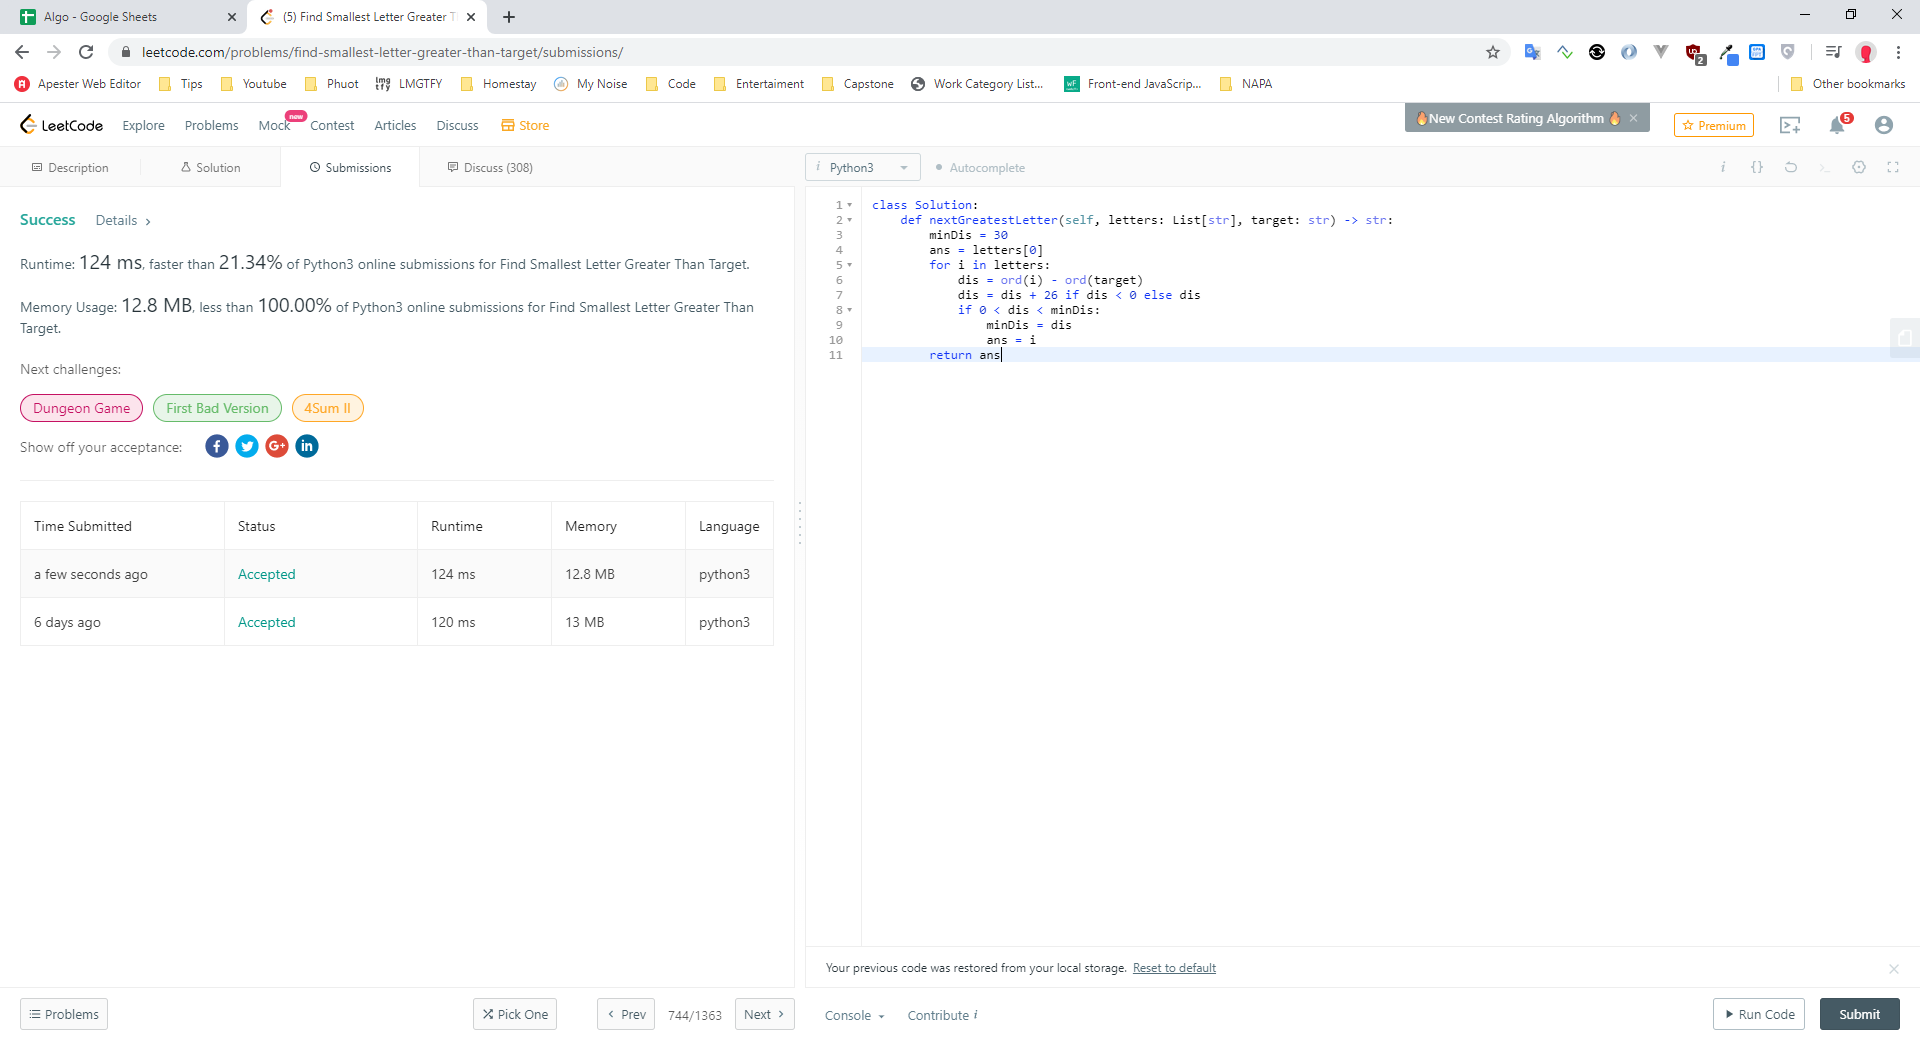 Algo - Google Sheets
(5) Find Smallest Letter Greater T
leetcode.com/problems/find-smallest-letter-greater-than-target/submissions/
2
Apester Web Editor Tips Youtube Phuot LMGTFY Homestay My Noise Code Entertaiment Capstone Work Category List... Front-end JavaScrip... NAPA Other bookmarks
LeetCode Explore Problems Mock new Contest Articles Discuss Store
🔥New Contest Rating Algorithm 🔥 ×
Premium
5
Description Solution Submissions Discuss (308)
i Python3 Autocomplete
Success Details
Runtime: 124 ms, faster than 21.34% of Python3 online submissions for Find Smallest Letter Greater Than Target.
Memory Usage: 12.8 MB, less than 100.00% of Python3 online submissions for Find Smallest Letter Greater Than
Target.
Next challenges:
Dungeon Game First Bad Version 4Sum II
Show off your acceptance:
Time Submitted Status Runtime Memory Language
a few seconds ago Accepted 124 ms 12.8 MB python3
6 days ago Accepted 120 ms 13 MB python3
1 class Solution:
2 def nextGreatestLetter(self, letters: List[str], target: str) -> str:
3 minDis = 30
4 ans = letters[0]
5 for i in letters:
6 dis = ord(i) - ord(target)
7 dis = dis + 26 if dis < 0 else dis
8 if 0 < dis < minDis:
9 minDis = dis
10 ans = i
11 return ans
Your previous code was restored from your local storage. Reset to default
Problems Pick One Prev 744/1363 Next
Console Contribute i Run Code Submit